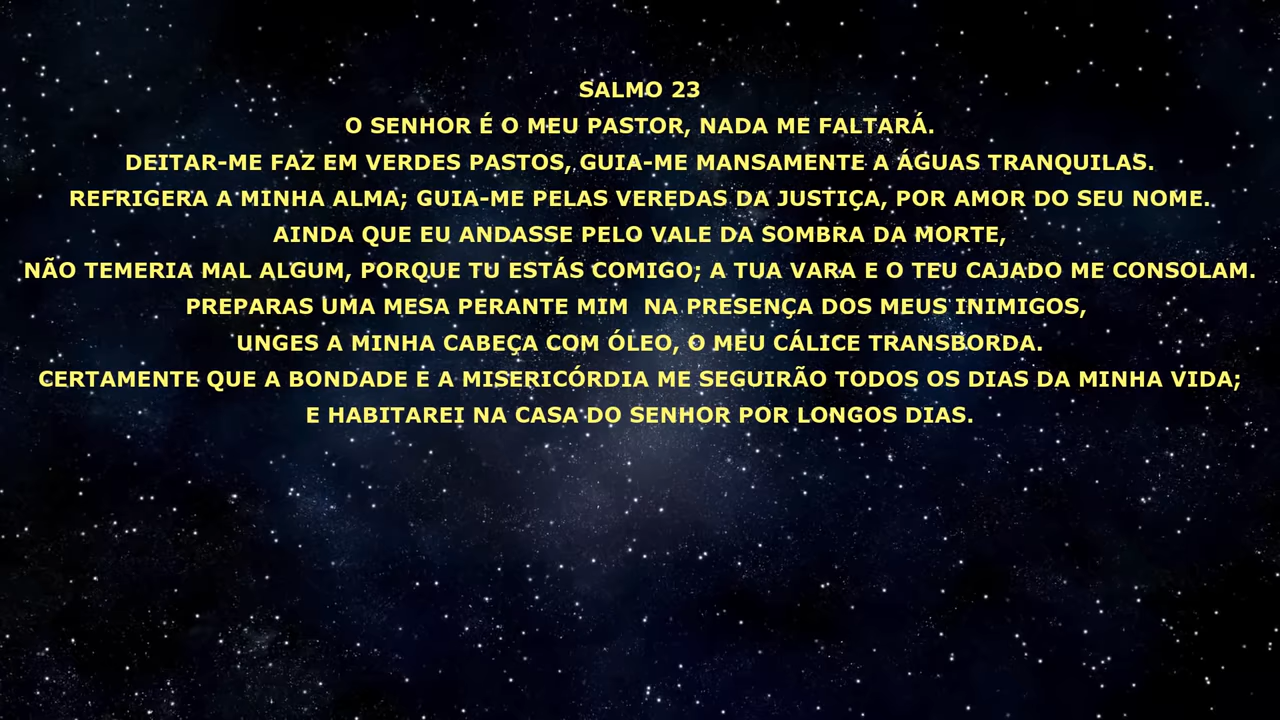 SALMO 23
O SENHOR É O MEU PASTOR, NADA ME FALTARÁ.
DEITAR-ME FAZ EM VERDES PASTOS, GUIA-ME MANSAMENTE A ÁGUAS TRANQUILAS.
REFRIGERA A MINHA ALMA; GUIA-ME PELAS VEREDAS DA JUSTIÇA, POR AMOR DO SEU NOME.
AINDA QUE EU ANDASSE PELO VALE DA SOMBRA DA MORTE,
NÃO TEMERIA MAL ALGUM, PORQUE TU ESTÁS COMIGO; A TUA VARA E O TEU CAJADO ME CONSOLAM.
PREPARAS UMA MESA PERANTE MIM  NA PRESENÇA DOS MEUS INIMIGOS,
UNGES A MINHA CABEÇA COM ÓLEO, O MEU CÁLICE TRANSBORDA.
CERTAMENTE QUE A BONDADE E A MISERICÓRDIA ME SEGUIRÃO TODOS OS DIAS DA MINHA VIDA;
E HABITAREI NA CASA DO SENHOR POR LONGOS DIAS.